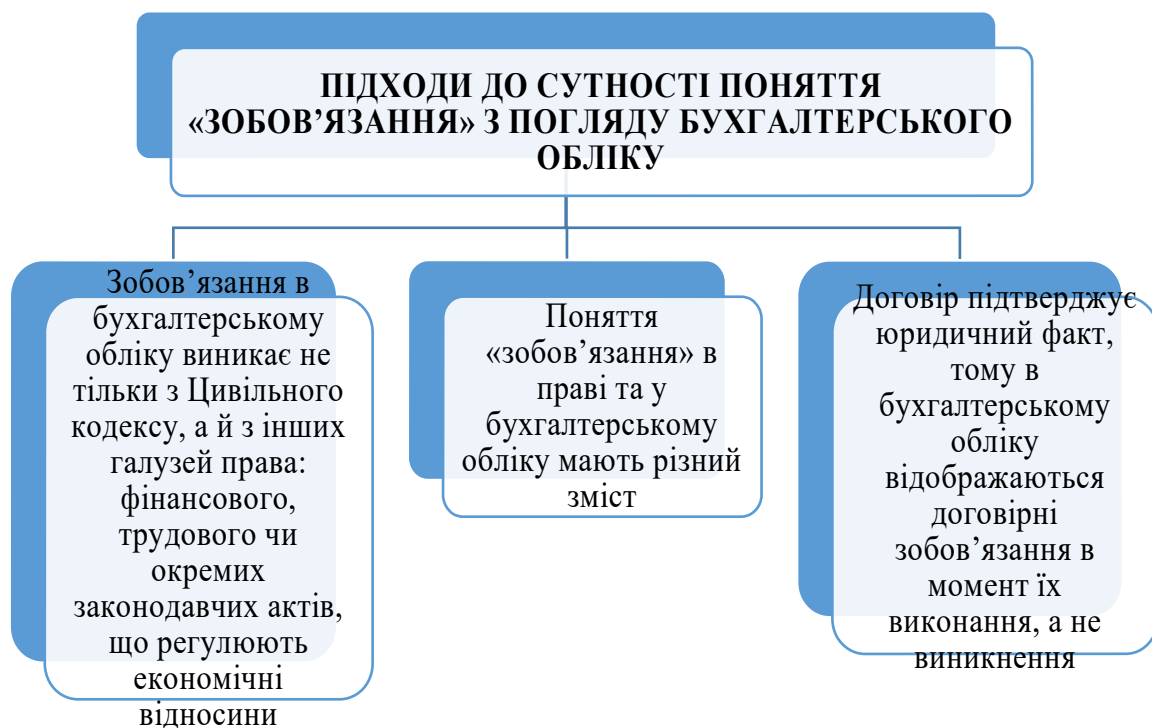 ПІДХОДИ ДО СУТНОСТІ ПОНЯТТЯ
«ЗОБОВ’ЯЗАННЯ» З ПОГЛЯДУ БУХГАЛТЕРСЬКОГО
ОБЛІКУ
Зобов’язання в
бухгалтерському
обліку виникає не
тільки з Цивільного
кодексу, а й з інших
галузей права:
фінансового,
трудового чи
окремих
законодавчих актів,
що регулюють
економічні
відносини
Поняття
«зобов’язання» в
праві та у
бухгалтерському
обліку мають різний
зміст
Договір підтверджує
юридичний факт,
тому в
бухгалтерському
обліку
відображаються
договірні
зобов’язання в
момент їх
виконання, а не
виникнення